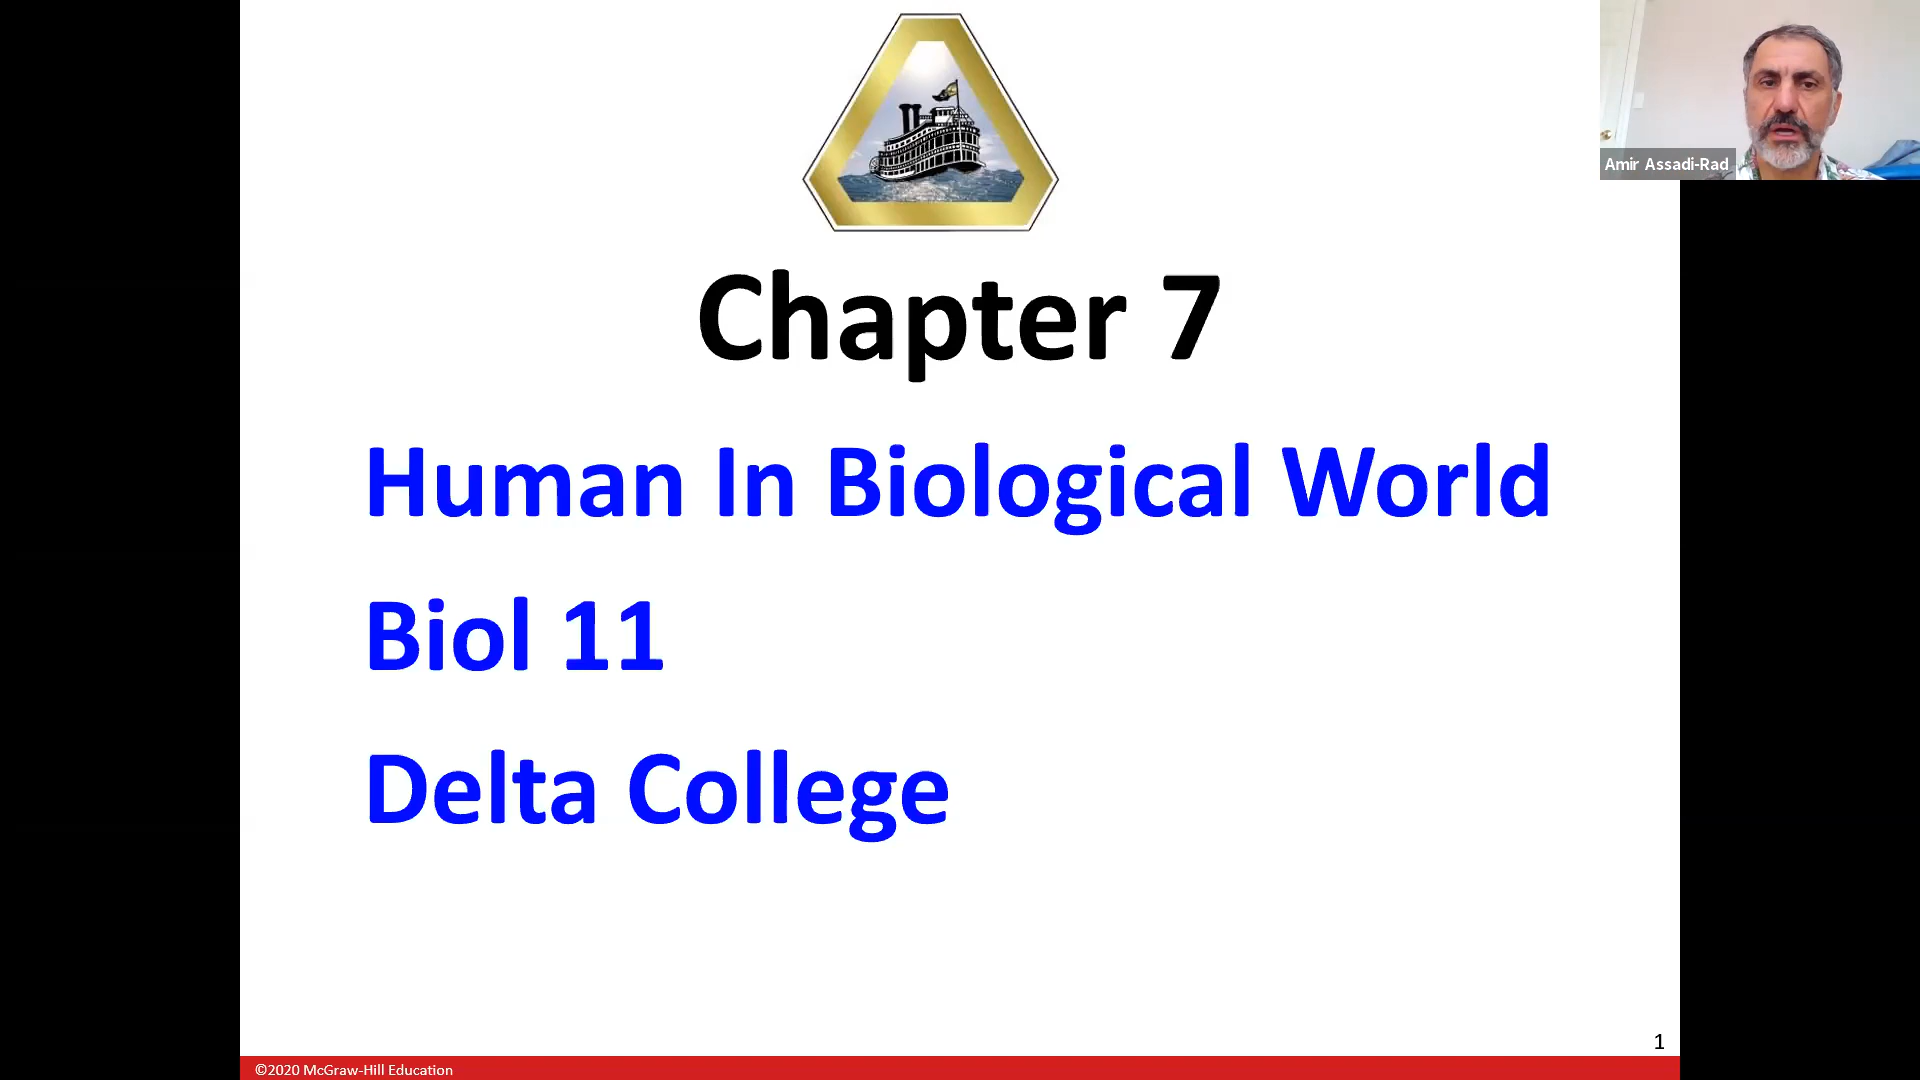 Amir Assadi-Rad
Chapter 7
Human In Biological World
Biol 11
Delta College
1
©2020 McGraw-Hill Education